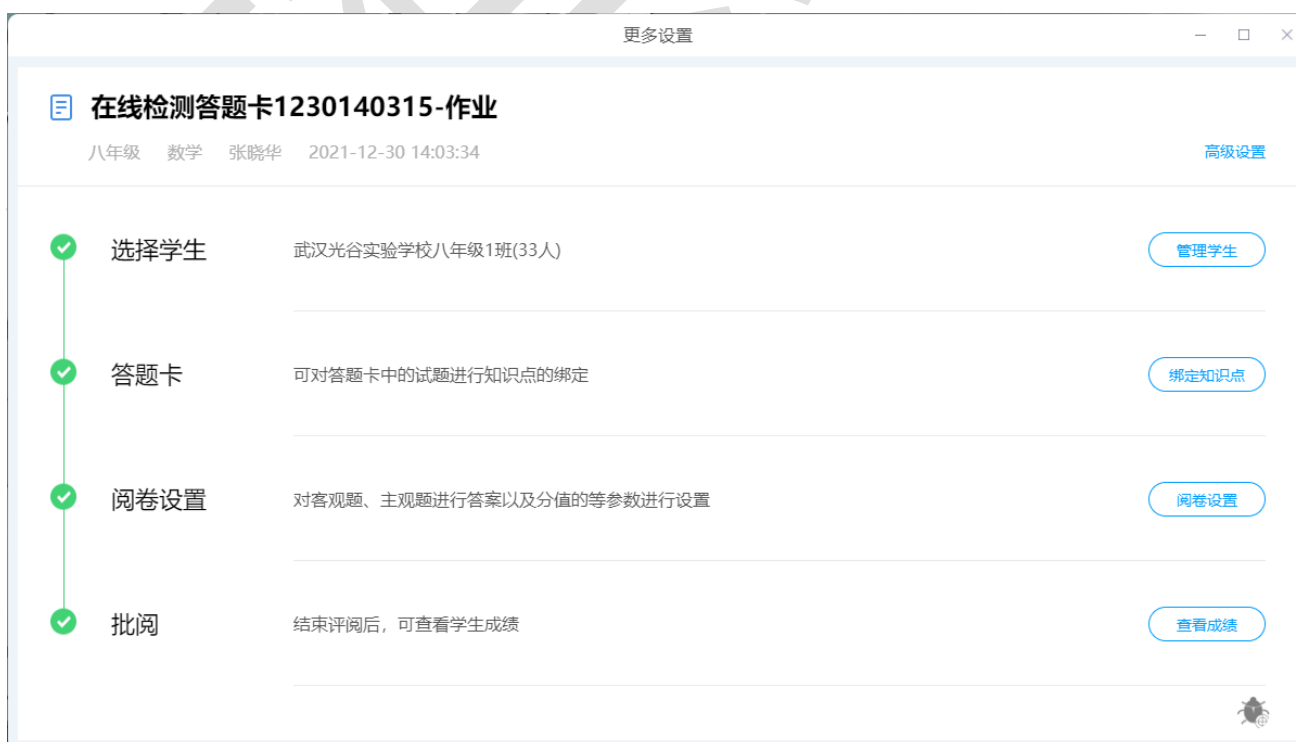 更多设置
在线检测答题卡1230140315-作业
八年级 数学 张晓华 2021-12-30 14:03:34 高级设置
选择学生 武汉光谷实验学校八年级1班(33人) 管理学生
答题卡 可对答题卡中的试题进行知识点的绑定 绑定知识点
阅卷设置 对客观题、主观题进行答案以及分值的等参数进行设置 阅卷设置
批阅 结束评阅后，可查看学生成绩 查看成绩